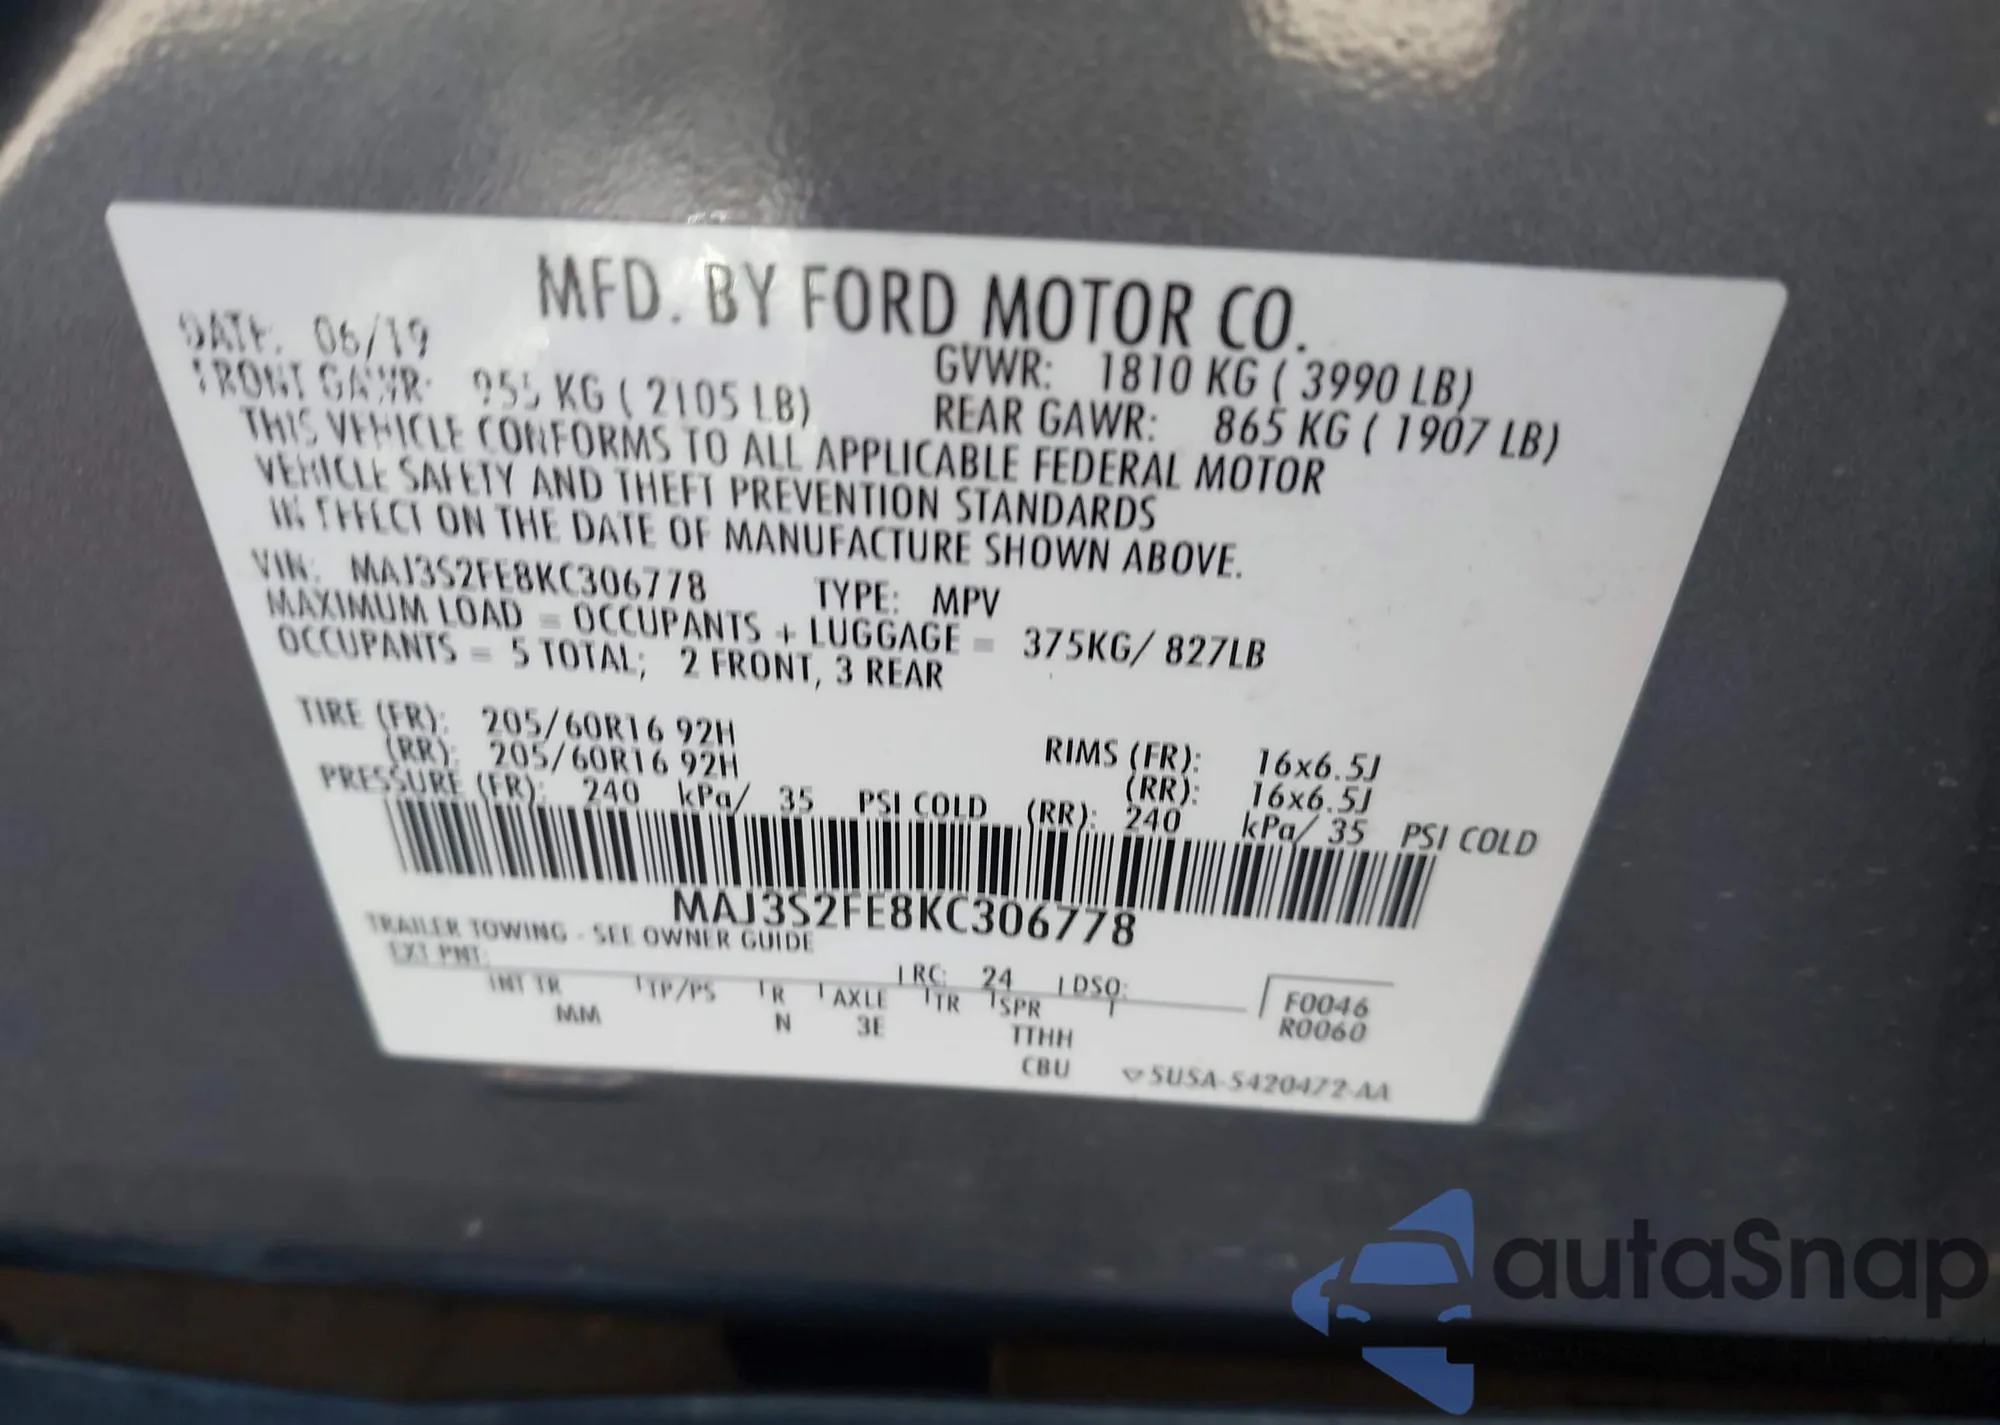 MFD. BY FORD MOTOR CO.
DATE: 06/19 GVWR: 1810 KG ( 3990 LB)
FRONT GAWR: 955 KG ( 2105 LB) REAR GAWR: 865 KG ( 1907 LB)
THIS VEHICLE CONFORMS TO ALL APPLICABLE FEDERAL MOTOR
VEHICLE SAFETY AND THEFT PREVENTION STANDARDS
IN EFFECT ON THE DATE OF MANUFACTURE SHOWN ABOVE.
VIN: MAJ3S2FE8KC306778 TYPE: MPV
MAXIMUM LOAD = OCCUPANTS + LUGGAGE = 375KG/ 827LB
OCCUPANTS = 5 TOTAL; 2 FRONT, 3 REAR
TIRE (FR): 205/60R16 92H RIMS (FR): 16x6.5J
(RR): 205/60R16 92H (RR): 16x6.5J
PRESSURE (FR): 240 kPa/ 35 PSI COLD (RR): 240 kPa/ 35 PSI COLD
MAJ3S2FE8KC306778
TRAILER TOWING - SEE OWNER GUIDE
EXT PNT: RC: 24 DSO:
INT TR TP/PS R AXLE TR SPR F0046
MM N 3E TTHH R0060
CBU 5USA-5420472-AA
autaSnap